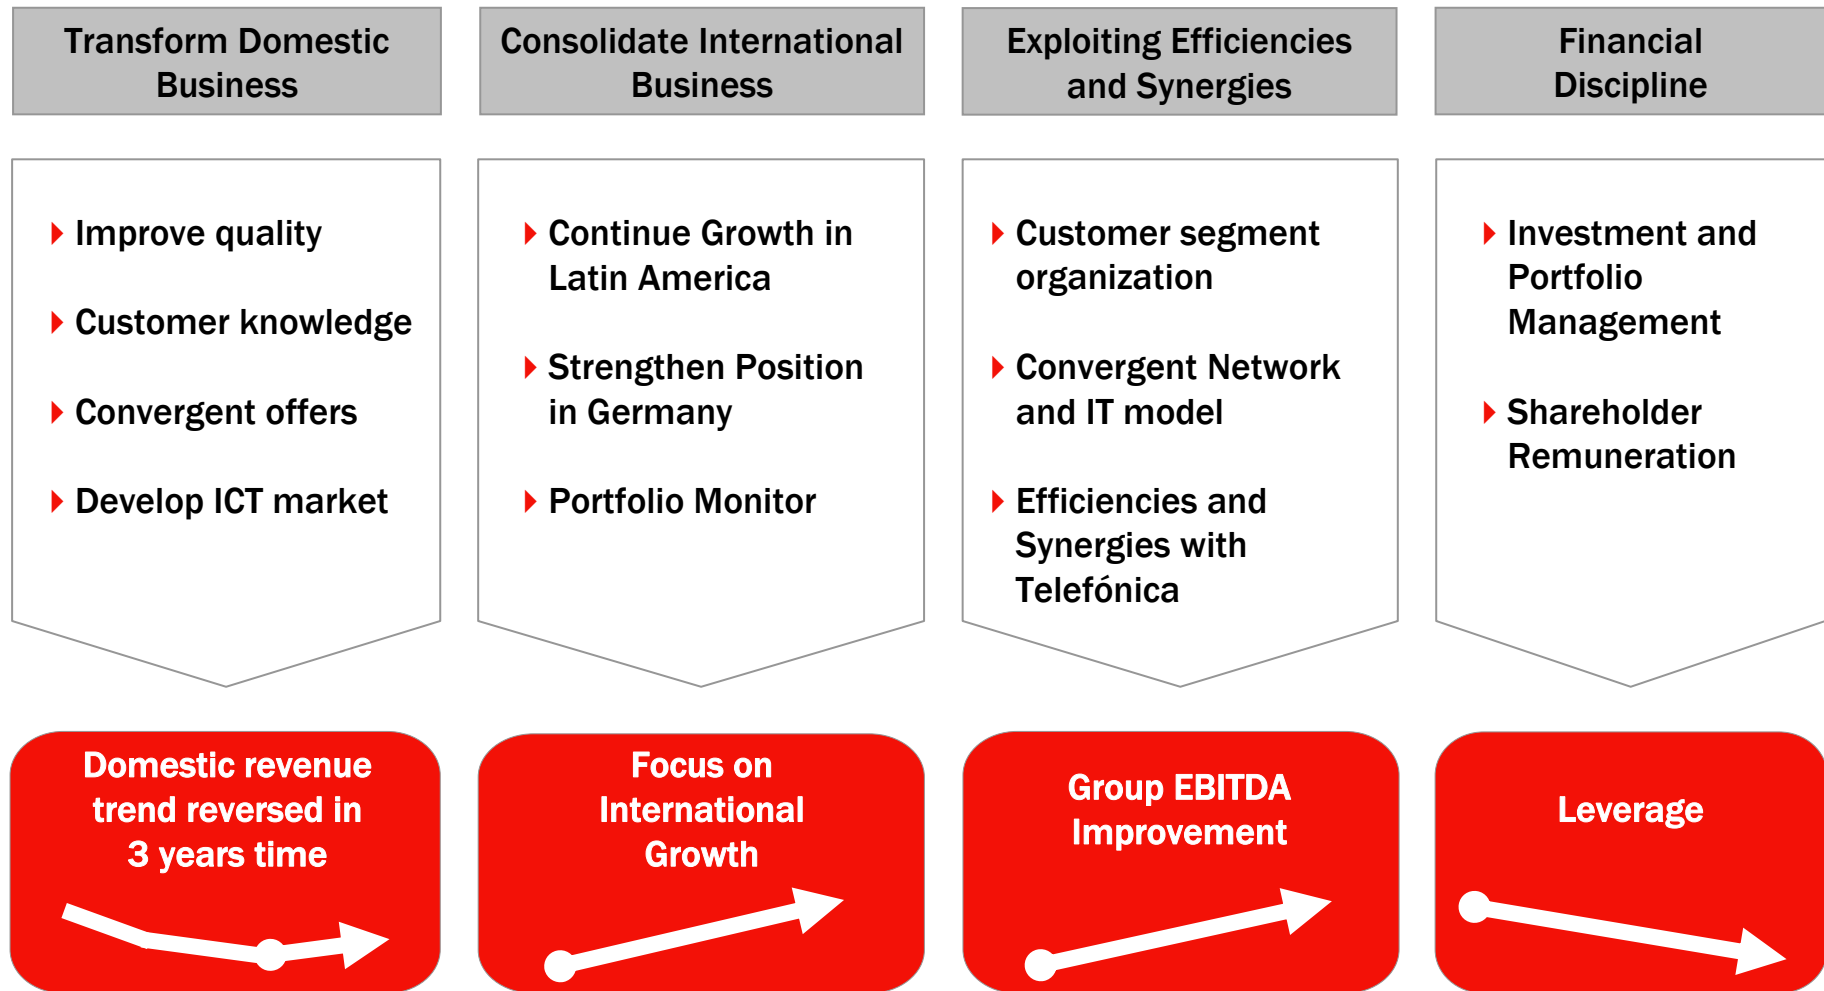 Transform Domestic
Business
Consolidate International
Business
Exploiting Efficiencies
and Synergies
Financial
Discipline
Improve quality
Customer knowledge
Convergent offers
Develop ICT market
Continue Growth in
Latin America
Strengthen Position
in Germany
Portfolio Monitor
Customer segment
organization
Convergent Network
and IT model
Efficiencies and
Synergies with
Telefónica
Investment and
Portfolio
Management
Shareholder
Remuneration
Domestic revenue
trend reversed in
3 years time
Focus on
International
Growth
Group EBITDA
Improvement
Leverage